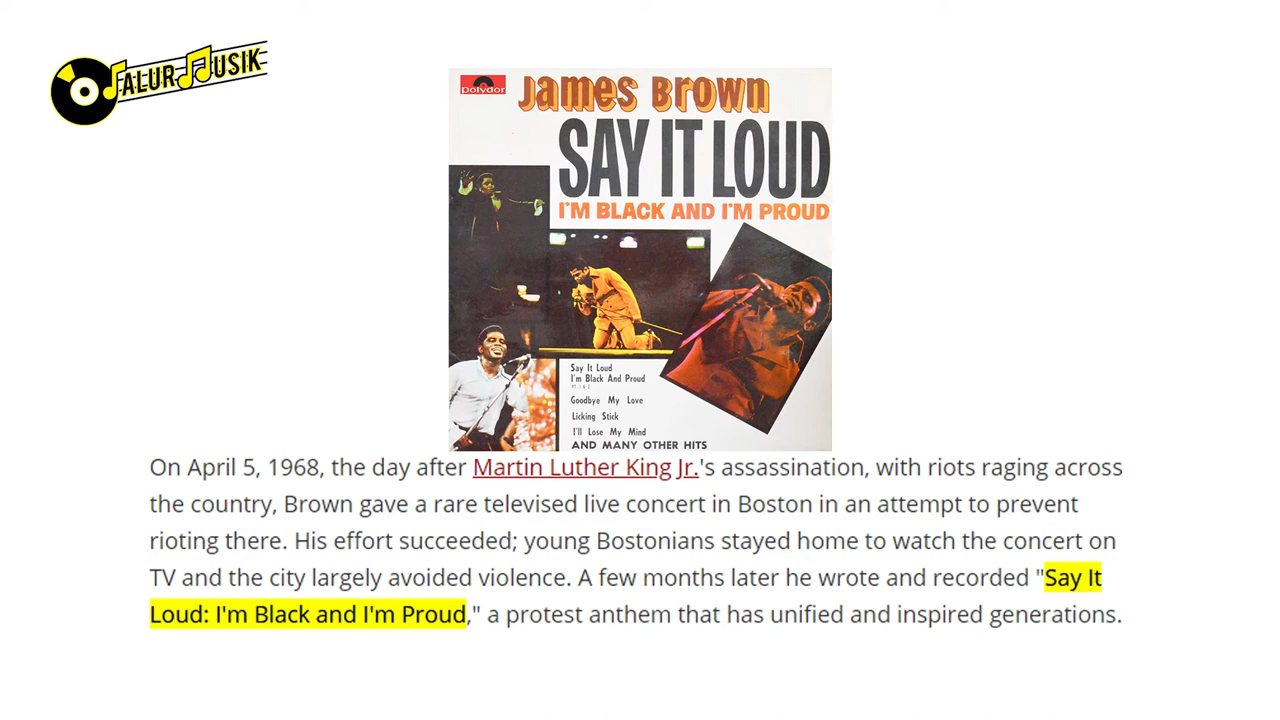 JALUR MUSIK
Polydor
James Brown
SAY IT LOUD
I'M BLACK AND I'M PROUD
Say It Loud
I'm Black And I'm Proud
PT. 1 & 2
Goodbye My Love
Licking Stick
I'll Lose My Mind
AND MANY OTHER HITS
On April 5, 1968, the day after Martin Luther King Jr.'s assassination, with riots raging across
the country, Brown gave a rare televised live concert in Boston in an attempt to prevent
rioting there. His effort succeeded; young Bostonians stayed home to watch the concert on
TV and the city largely avoided violence. A few months later he wrote and recorded "Say It
Loud: I'm Black and I'm Proud," a protest anthem that has unified and inspired generations.